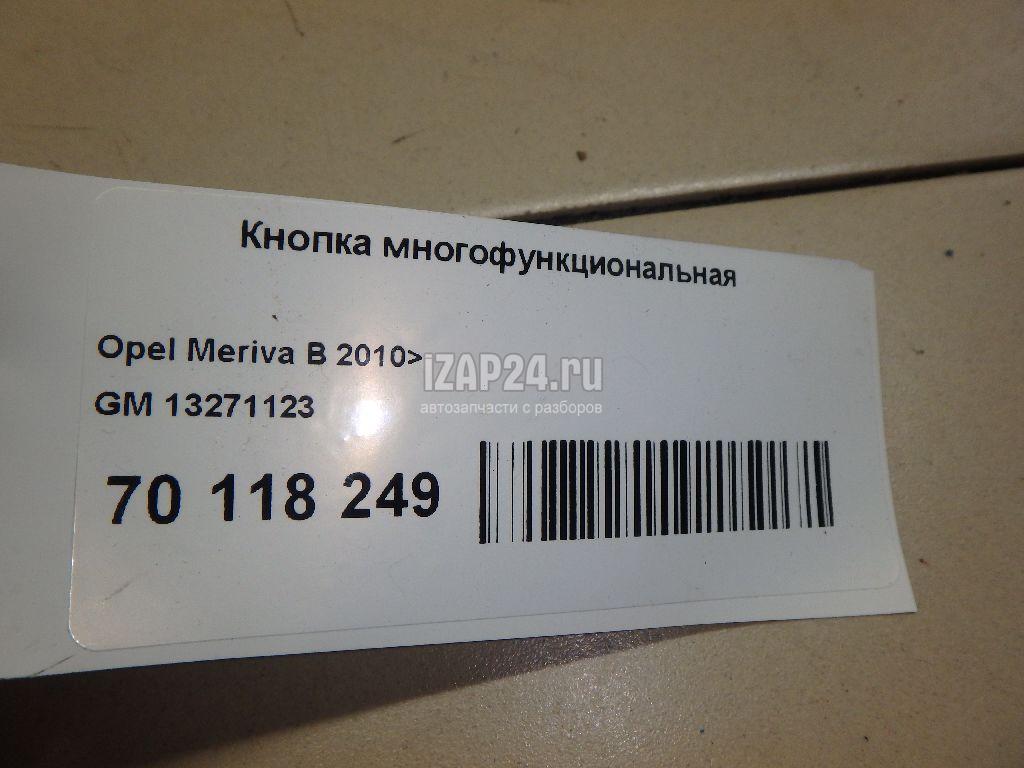 Кнопка многофункциональная
Opel Meriva B 2010>
iZAP24.ru
GM 13271123
автозапчасти с разборов
70 118 249